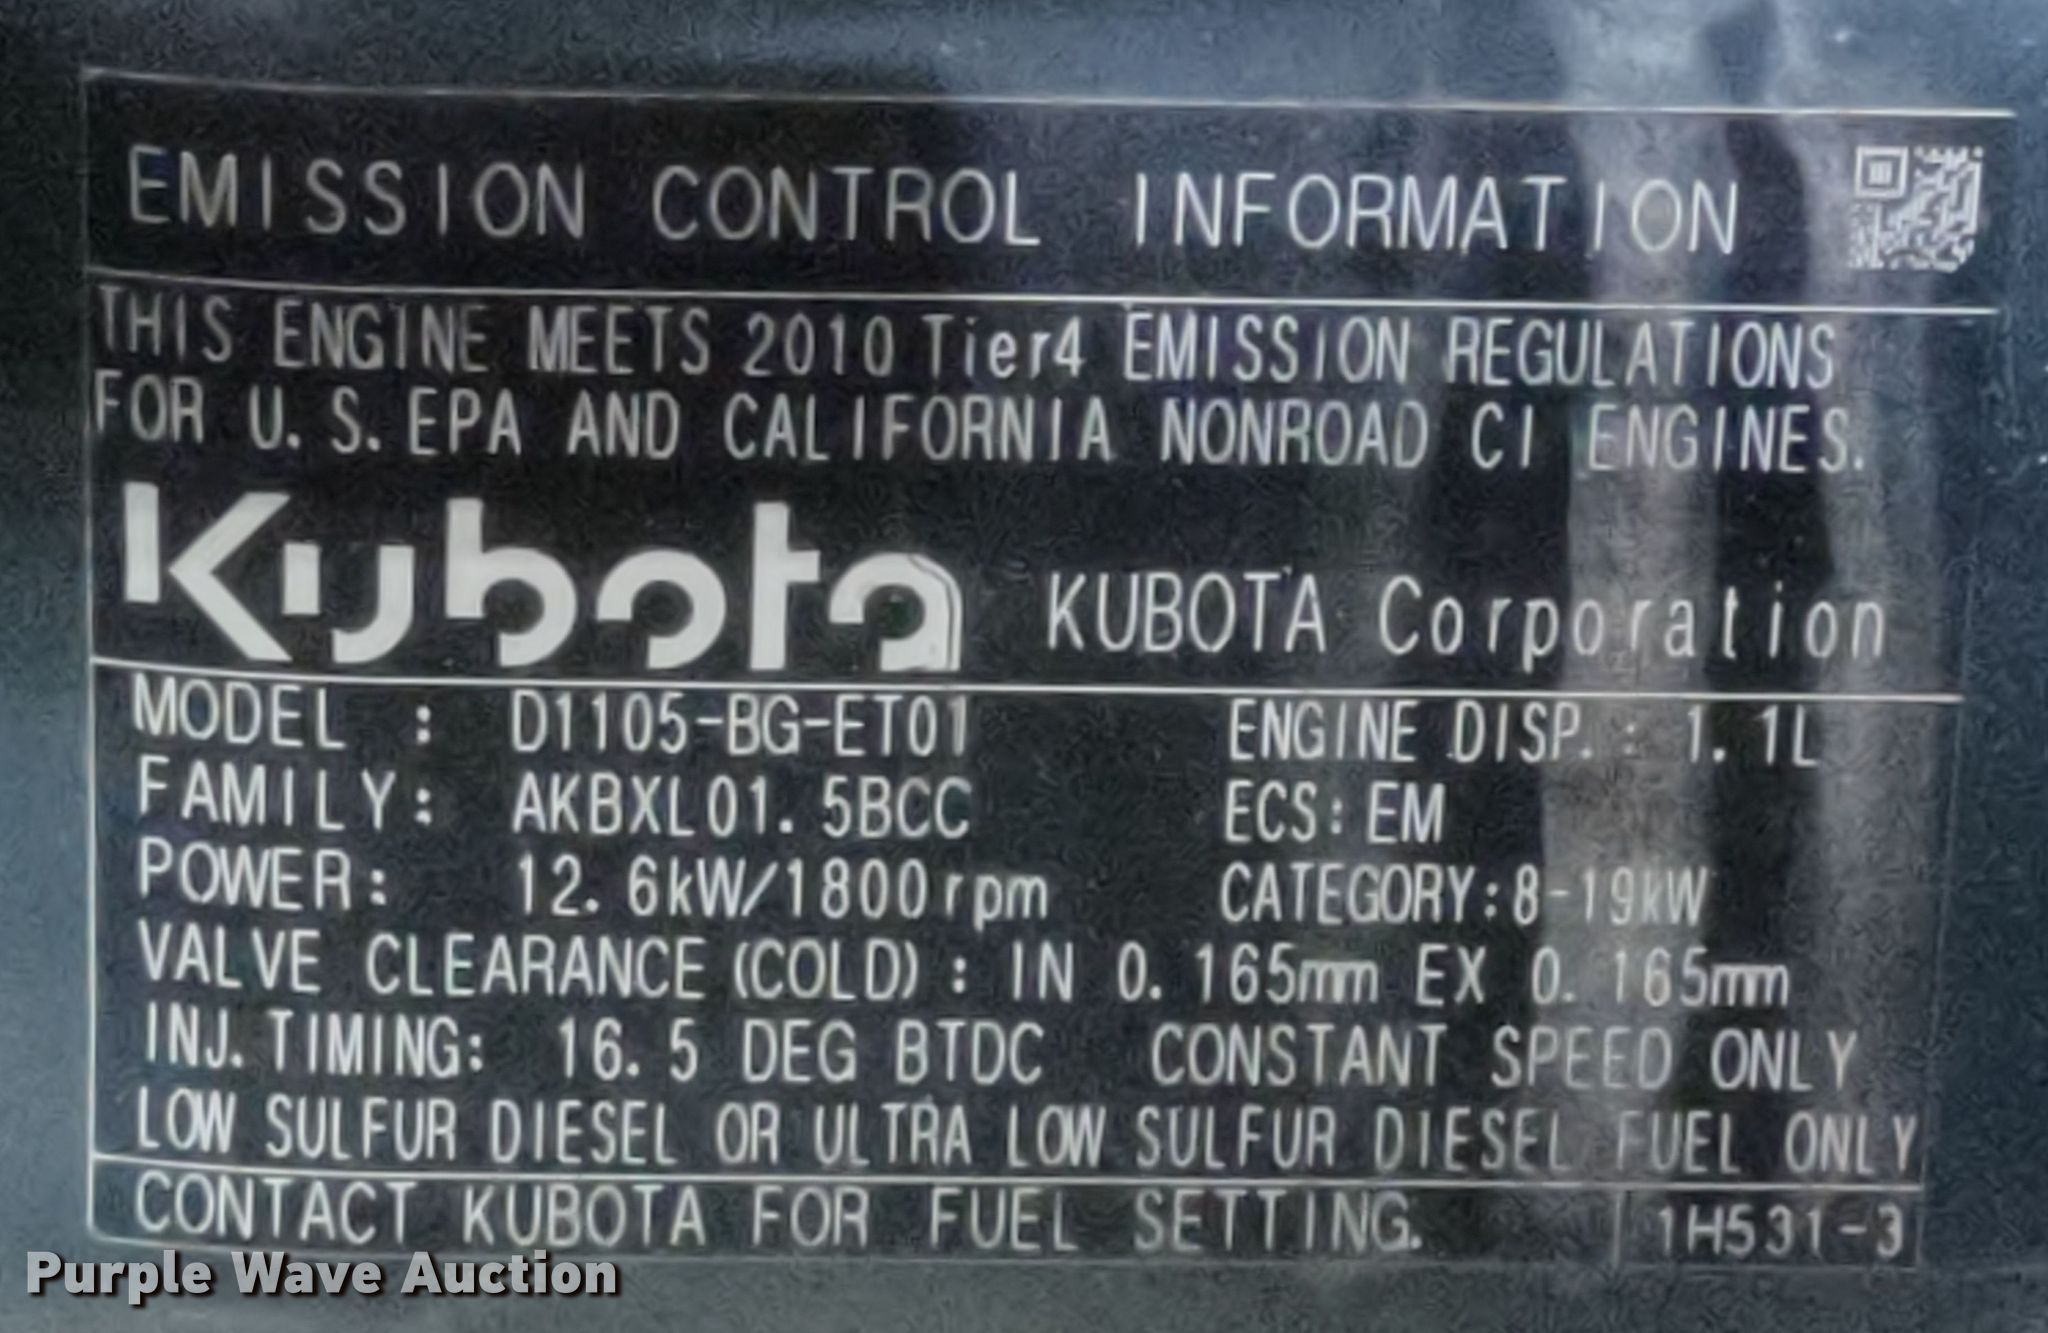 EMISSION CONTROL INFORMATION
THIS ENGINE MEETS 2010 Tier4 EMISSION REGULATIONS
FOR U.S.EPA AND CALIFORNIA NONROAD CI ENGINES.
Kubota KUBOTA Corporation
MODEL : D1105-BG-ET01 ENGINE DISP. : 1.1L
FAMILY: AKBXL01.5BCC ECS: EM
POWER: 12.6kW/1800rpm CATEGORY:8-19kW
VALVE CLEARANCE(COLD): IN 0.165mm EX 0.165mm
INJ.TIMING: 16.5 DEG BTDC CONSTANT SPEED ONLY
LOW SULFUR DIESEL OR ULTRA LOW SULFUR DIESEL FUEL ONLY
CONTACT KUBOTA FOR FUEL SETTING. 1H531-3
Purple Wave Auction